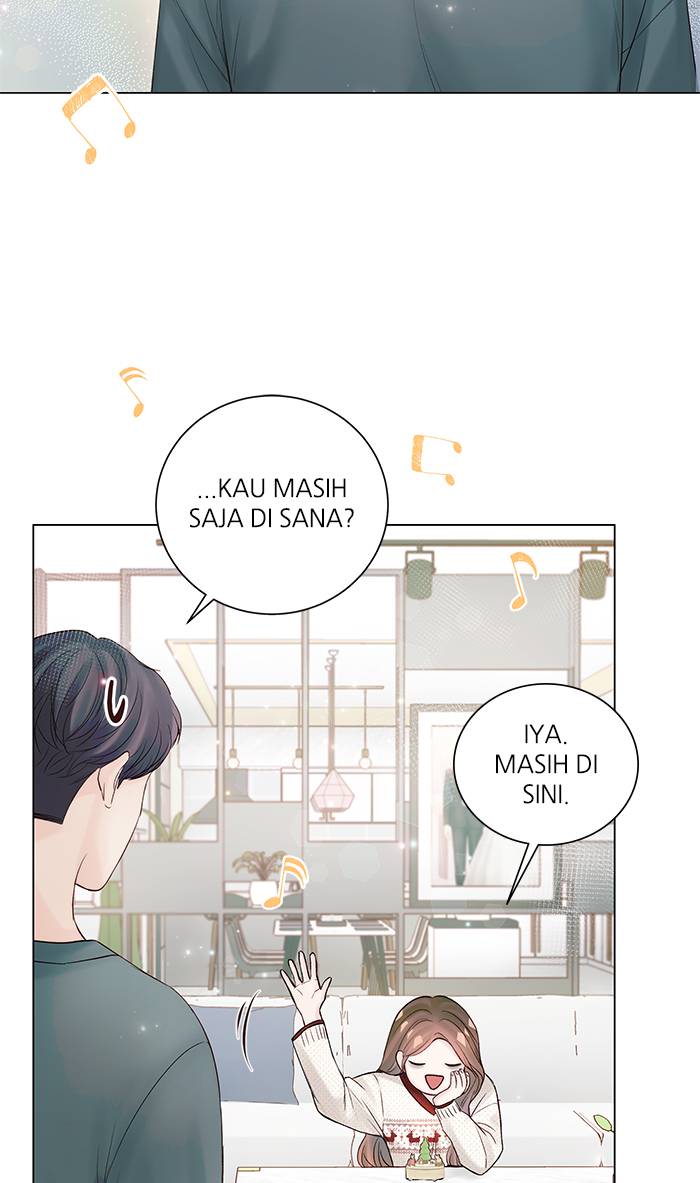 ...KAU MASIH
SAJA DI SANA?
IYA.
MASIH DI
SINI.